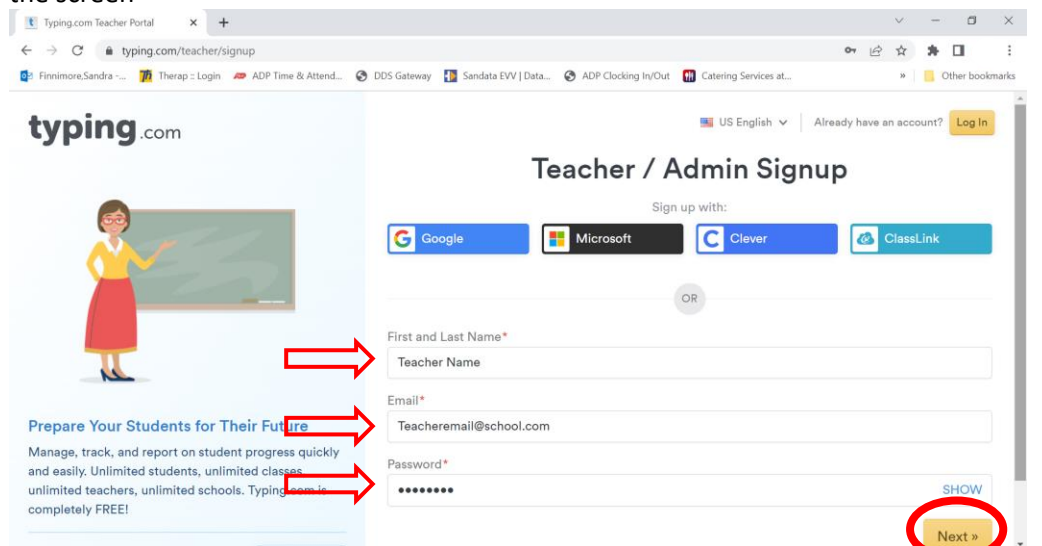 the screen
Typing.com Teacher Portal
typing.com/teacher/signup
Finnimore,Sandra -... Therap :: Login ADP Time & Attend... DDS Gateway Sandata EVV | Data... ADP Clocking In/Out Catering Services at... » Other bookmarks
typing.com
US English Already have an account? Log In
Teacher / Admin Signup
Sign up with:
Google Microsoft Clever ClassLink
OR
First and Last Name*
Teacher Name
Email*
Teacheremail@school.com
Password*
•••••••• SHOW
Next »
Prepare Your Students for Their Future
Manage, track, and report on student progress quickly
and easily. Unlimited students, unlimited classes,
unlimited teachers, unlimited schools. Typing.com is
completely FREE!